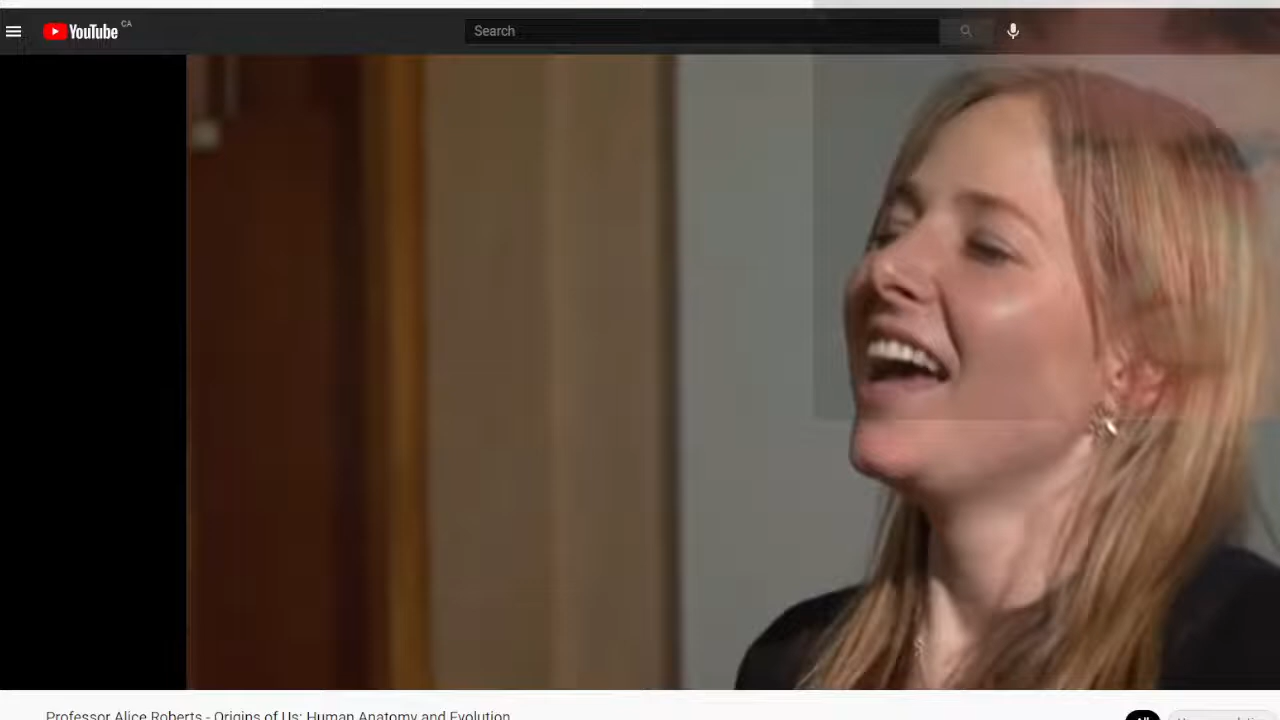 YouTube CA
Search
Professor Alice Roberts - Origins of Us: Human Anatomy and Evolution
All